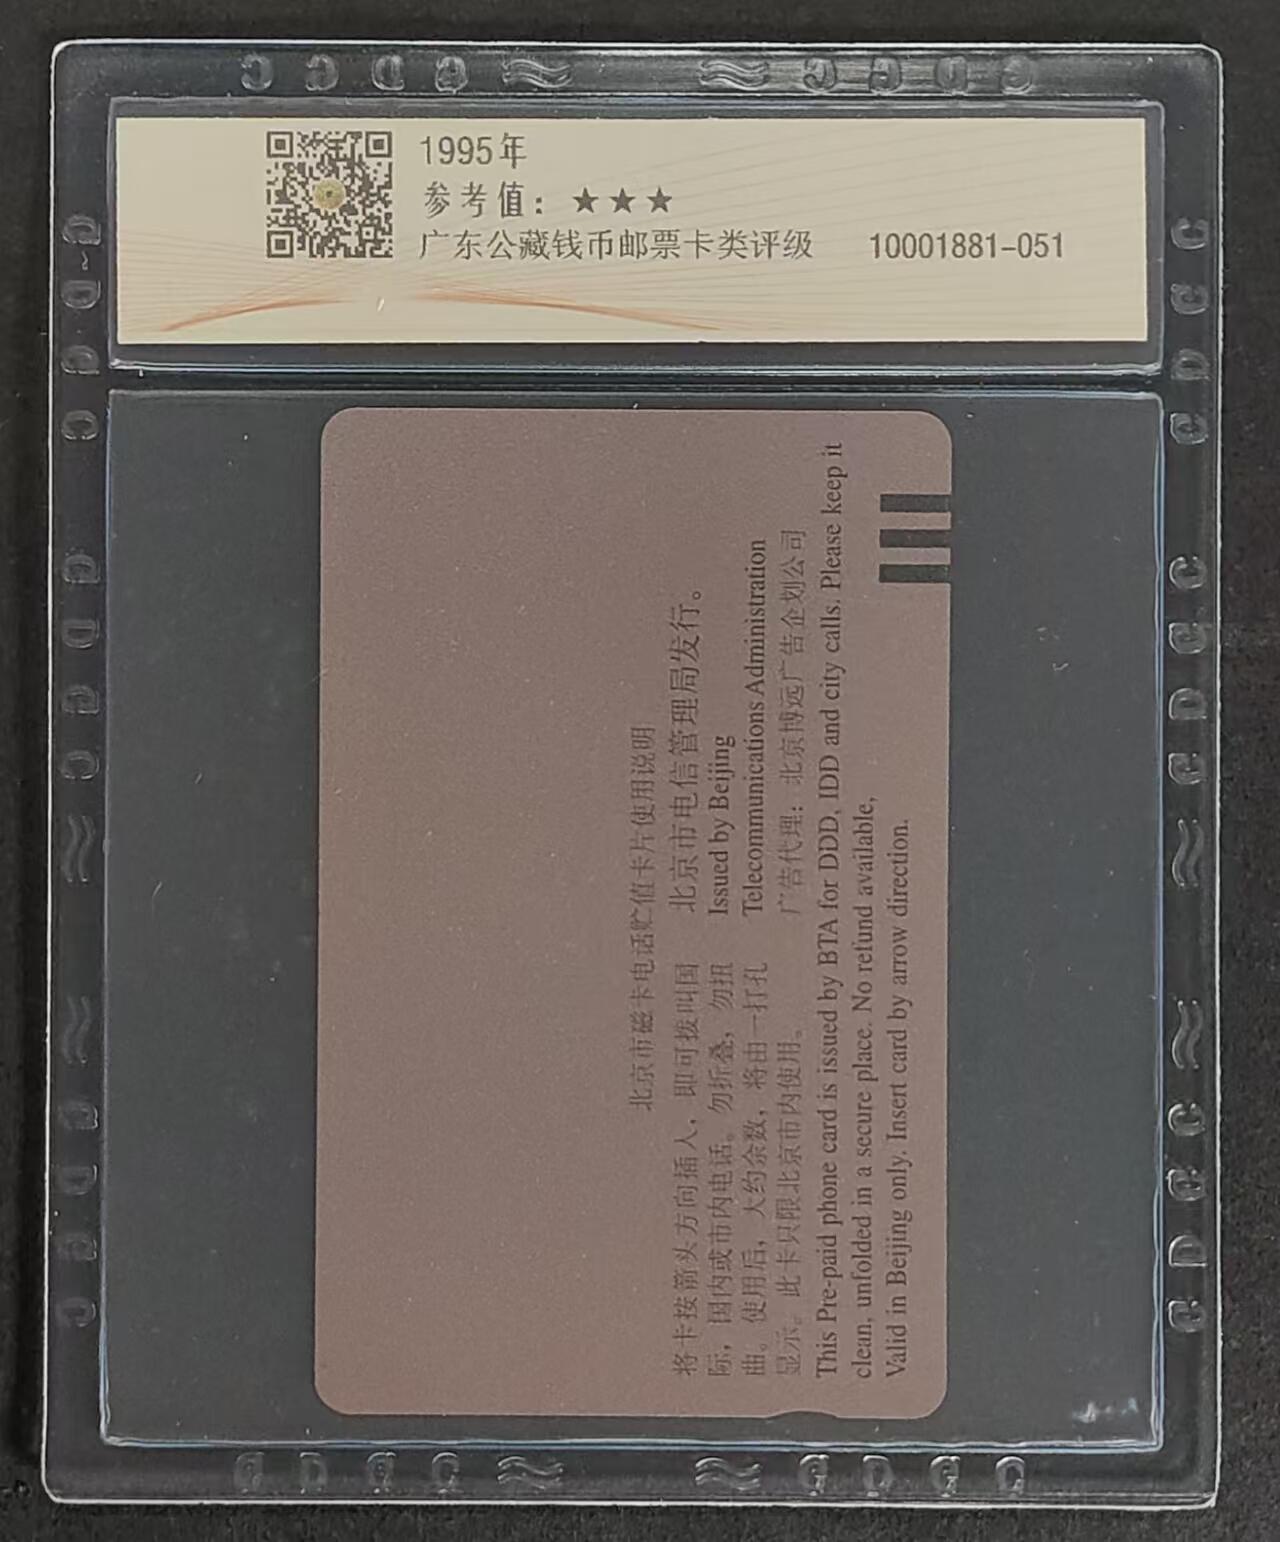 1995年
参考值：★★★
广东公藏钱币邮票卡类评级 10001881-051
北京市磁卡电话贮值卡片使用说明
将卡按箭头方向插入，即可拨叫国
际，国内或市内电话。勿折叠，勿扭
曲。使用后，大约余数，将由一打孔
显示。此卡只限北京市内使用。
北京市电信管理局发行。
Issued by Beijing
Telecommunications Administration
广告代理：北京博远广告企划公司
This Pre-paid phone card is issued by BTA for DDD, IDD and city calls. Please keep it
clean, unfolded in a secure place. No refund available,
Valid in Beijing only. Insert card by arrow direction.